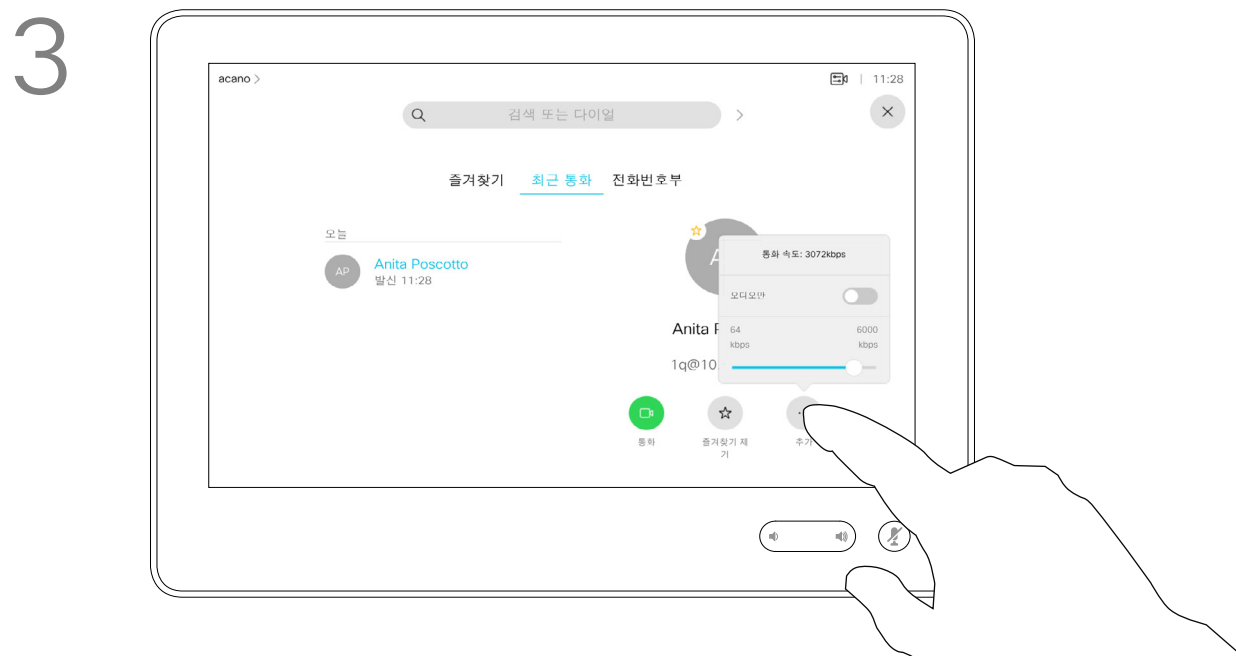 3
acano >
11:28
검색 또는 다이얼
즐겨찾기 최근 통화 전화번호부
오늘
AP
Anita Poscotto
발신 11:28
A
통화 속도: 3072kbps
오디오만
64 kbps
6000 kbps
Anita P
1q@10.
통화
즐겨찾기 제
기
추가